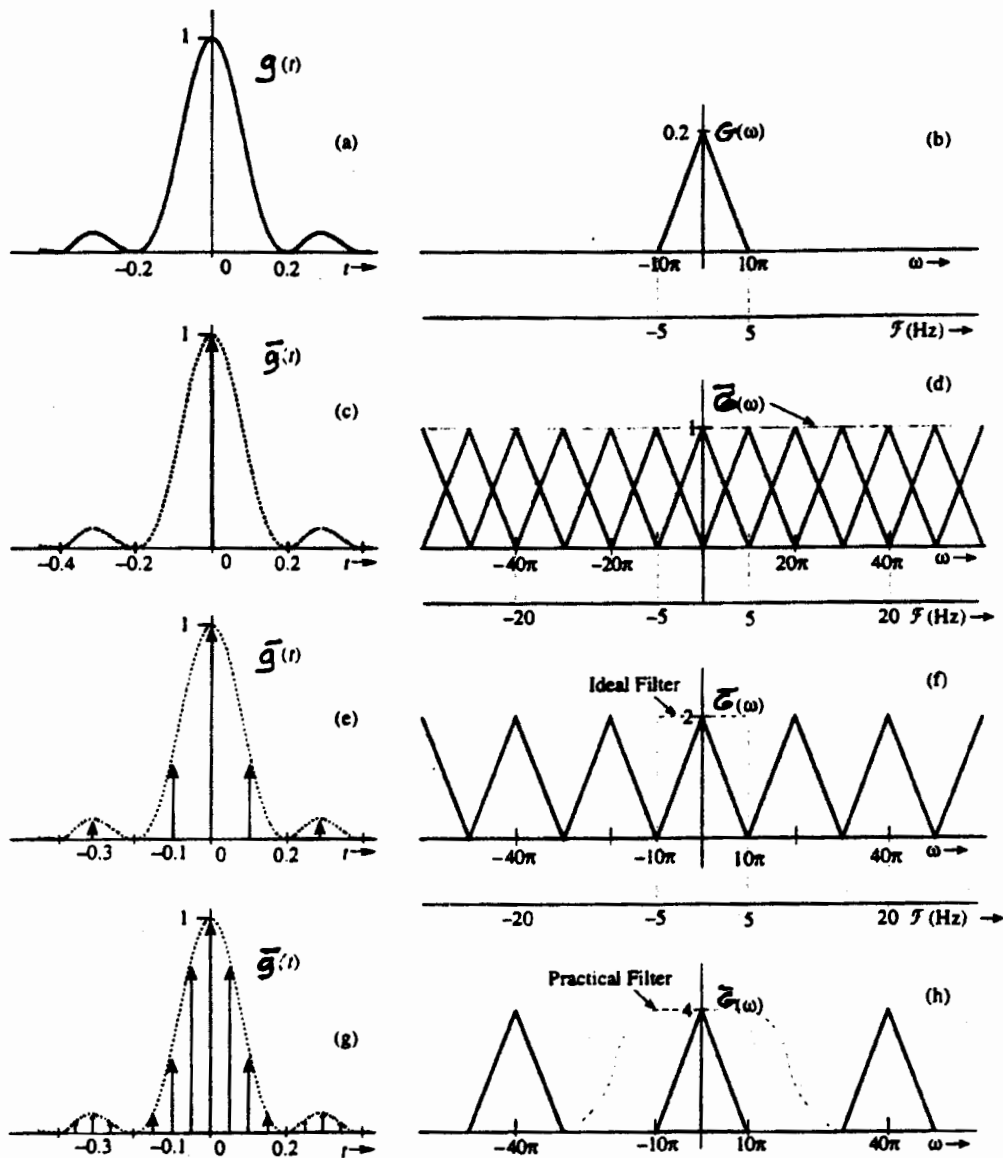 1
g(t)
(a)
-0.2 0 0.2 t→
0.2 G(ω)
(b)
-10π 10π ω→
-5 5 ℱ(Hz) →
1
g̅(t)
(c)
-0.4 -0.2 0 0.2 t→
(d)
G̅(ω)
1
-40π -20π 20π 40π ω→
-20 -5 5 20 ℱ(Hz) →
1
g̅(t)
(e)
-0.3 -0.1 0 0.2 t→
Ideal Filter
G̅(ω)
(f)
2
-40π -10π 10π 40π ω→
-20 -5 5 20 ℱ(Hz) →
1
g̅(t)
(g)
-0.3 -0.1 0 0.2 t→
Practical Filter
4 G̅(ω)
(h)
-40π -10π 10π 40π ω→